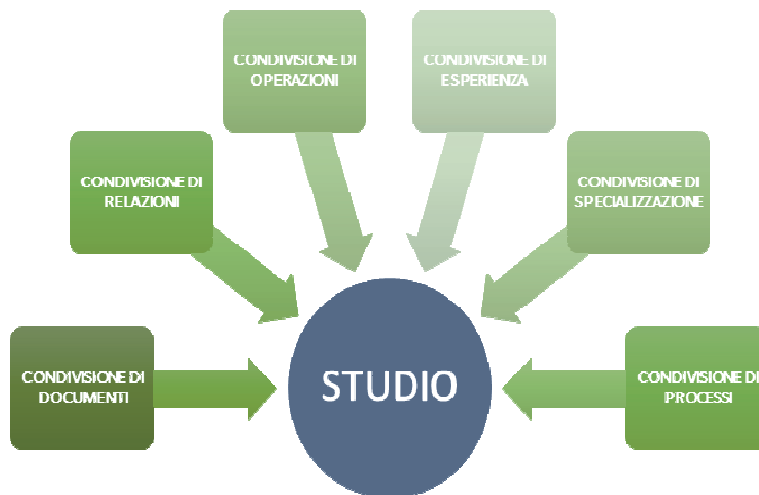 CONDIVISIONE DI
OPERAZIONI
CONDIVISIONE DI
ESPERIENZA
CONDIVISIONE DI
RELAZIONI
CONDIVISIONE DI
SPECIALIZZAZIONE
CONDIVISIONE DI
DOCUMENTI
STUDIO
CONDIVISIONE DI
PROCESSI